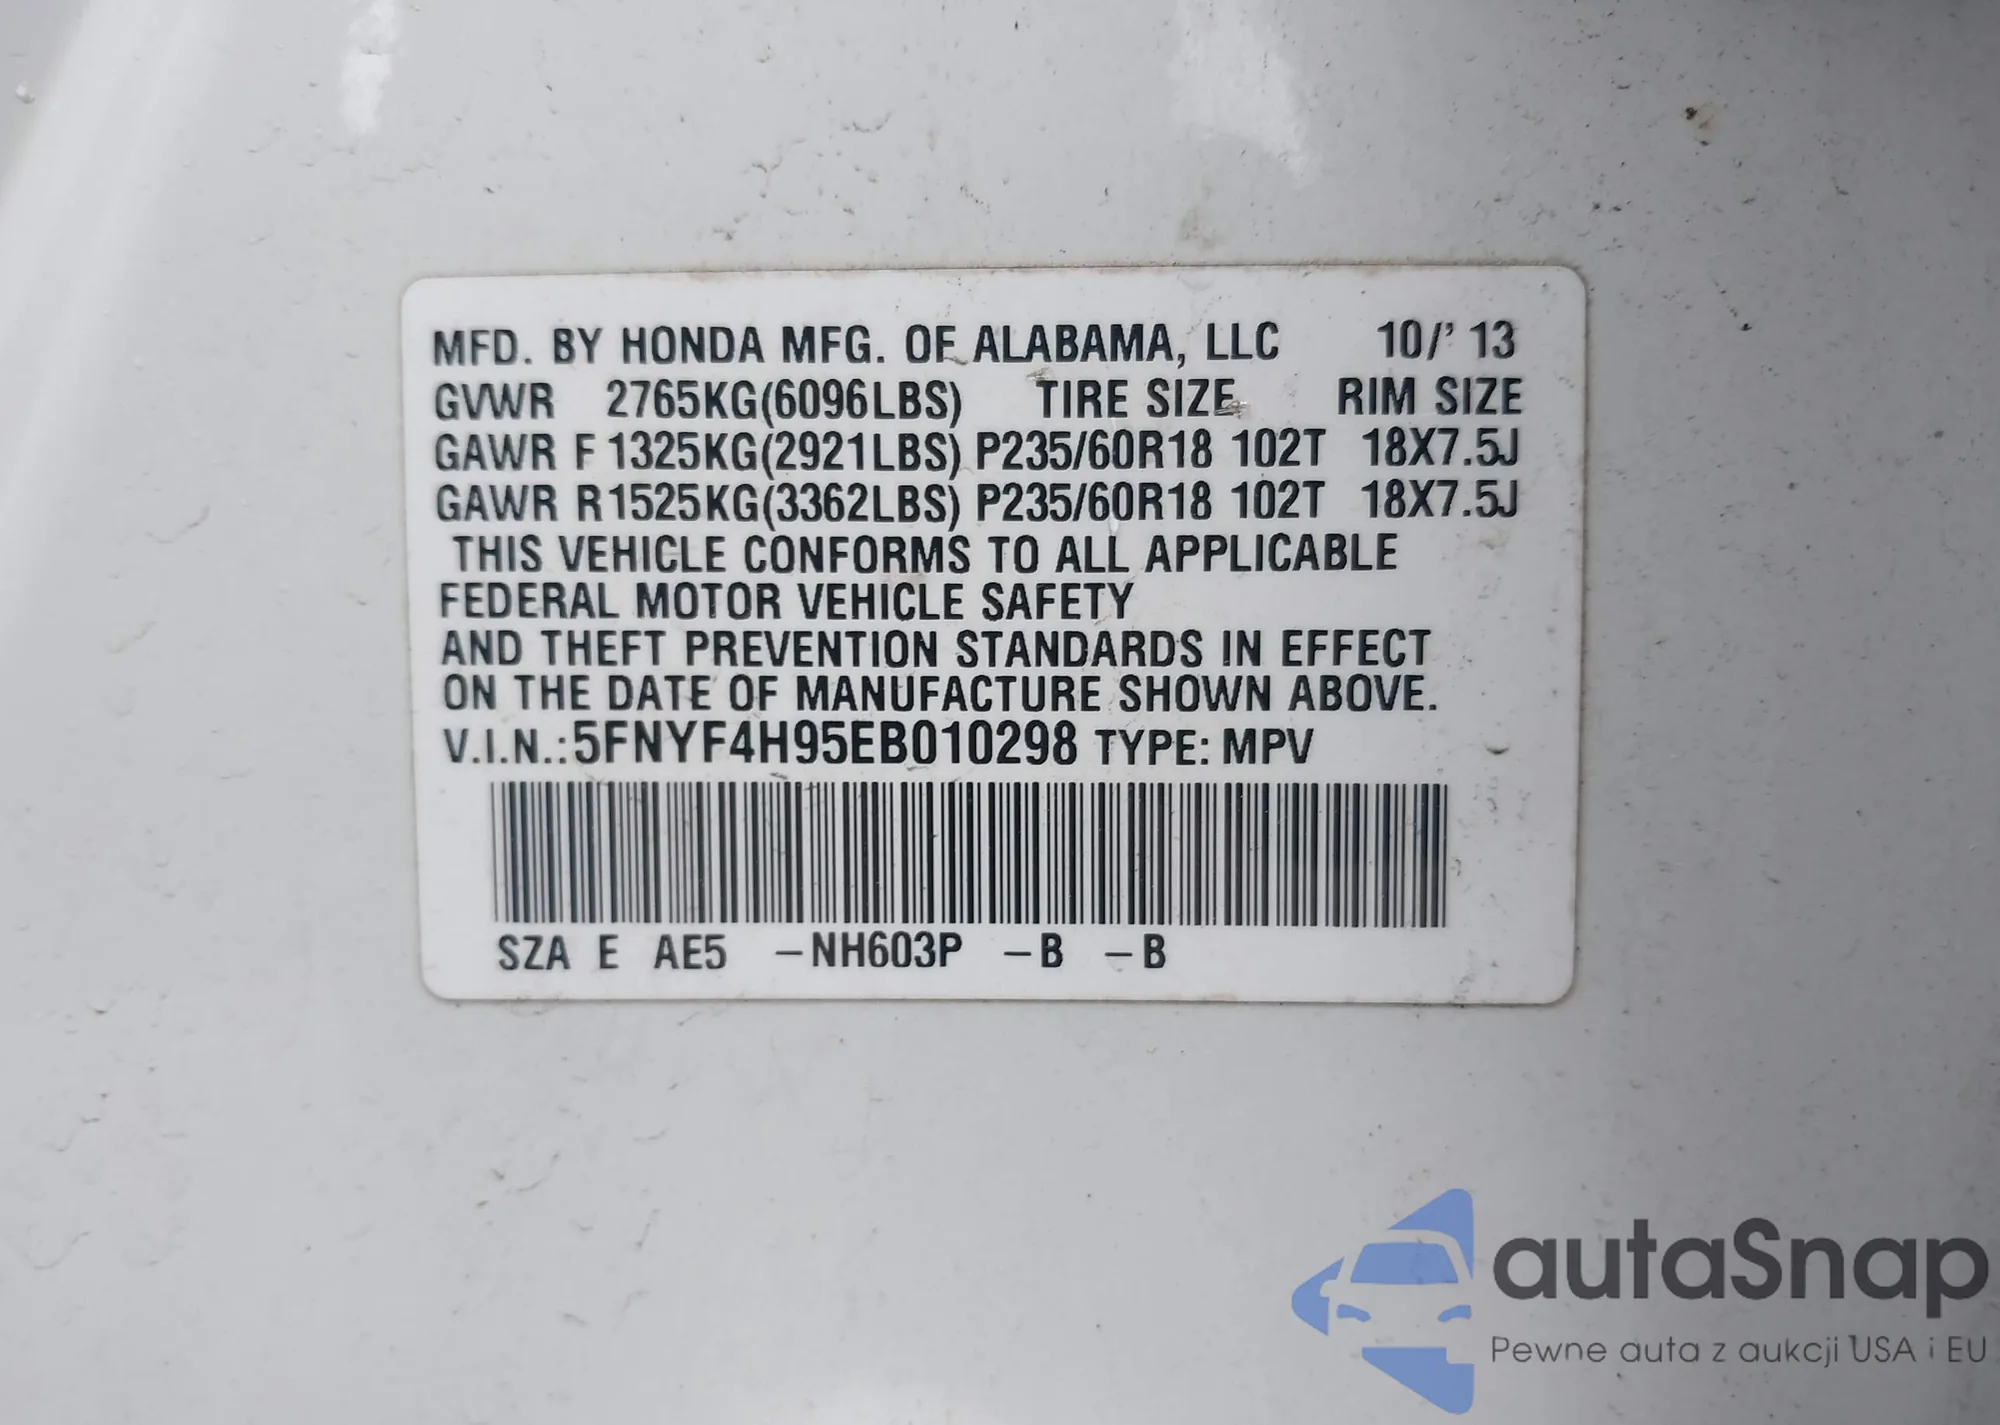 MFD. BY HONDA MFG. OF ALABAMA, LLC 10/' 13
GVWR 2765KG(6096LBS) TIRE SIZE RIM SIZE
GAWR F 1325KG(2921LBS) P235/60R18 102T 18X7.5J
GAWR R 1525KG(3362LBS) P235/60R18 102T 18X7.5J
THIS VEHICLE CONFORMS TO ALL APPLICABLE
FEDERAL MOTOR VEHICLE SAFETY
AND THEFT PREVENTION STANDARDS IN EFFECT
ON THE DATE OF MANUFACTURE SHOWN ABOVE.
V.I.N.:5FNYF4H95EB010298 TYPE: MPV
SZA E AE5 –NH603P –B –B
autaSnap
Pewne auta z aukcji USA i EU